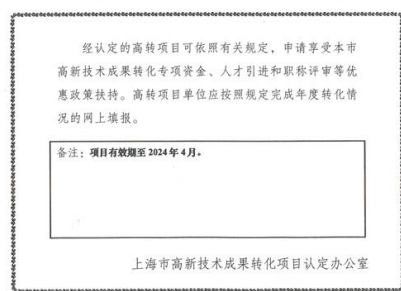 经认定的高转项目可依照有关规定，申请享受本市
高新技术成果转化专项资金、人才引进和职称评审等优
惠政策扶持。高转项目单位应按照规定完成年度转化情
况的网上填报。
备注：项目有效期至2024年4月。
上海市高新技术成果转化项目认定办公室